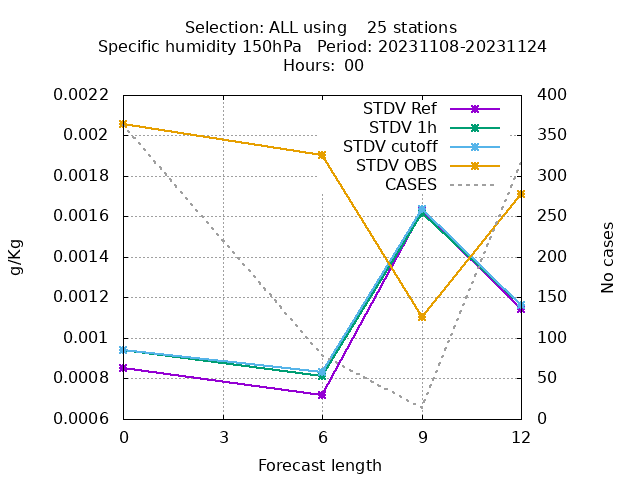 Selection: ALL using    25 stations
Specific humidity 150hPa   Period: 20231108-20231124
Hours:  00
STDV Ref
STDV 1h
STDV cutoff
STDV OBS
CASES
0.0022
0.002
0.0018
0.0016
0.0014
0.0012
0.001
0.0008
0.0006
400
350
300
250
200
150
100
50
0
g/Kg
No cases
0 3 6 9 12
Forecast length